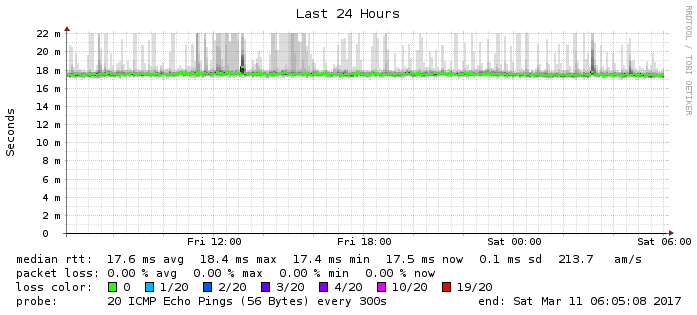 Last 24 Hours
RRDTOOL / TOBI OETIKER
Seconds
22 m
20 m
18 m
16 m
14 m
12 m
10 m
8 m
6 m
4 m
2 m
0
Fri 12:00 Fri 18:00 Sat 00:00 Sat 06:00
median rtt: 17.6 ms avg 18.4 ms max 17.4 ms min 17.5 ms now 0.1 ms sd 213.7 am/s
packet loss: 0.00 % avg 0.00 % max 0.00 % min 0.00 % now
loss color: 0 1/20 2/20 3/20 4/20 10/20 19/20
probe: 20 ICMP Echo Pings (56 Bytes) every 300s end: Sat Mar 11 06:05:08 2017